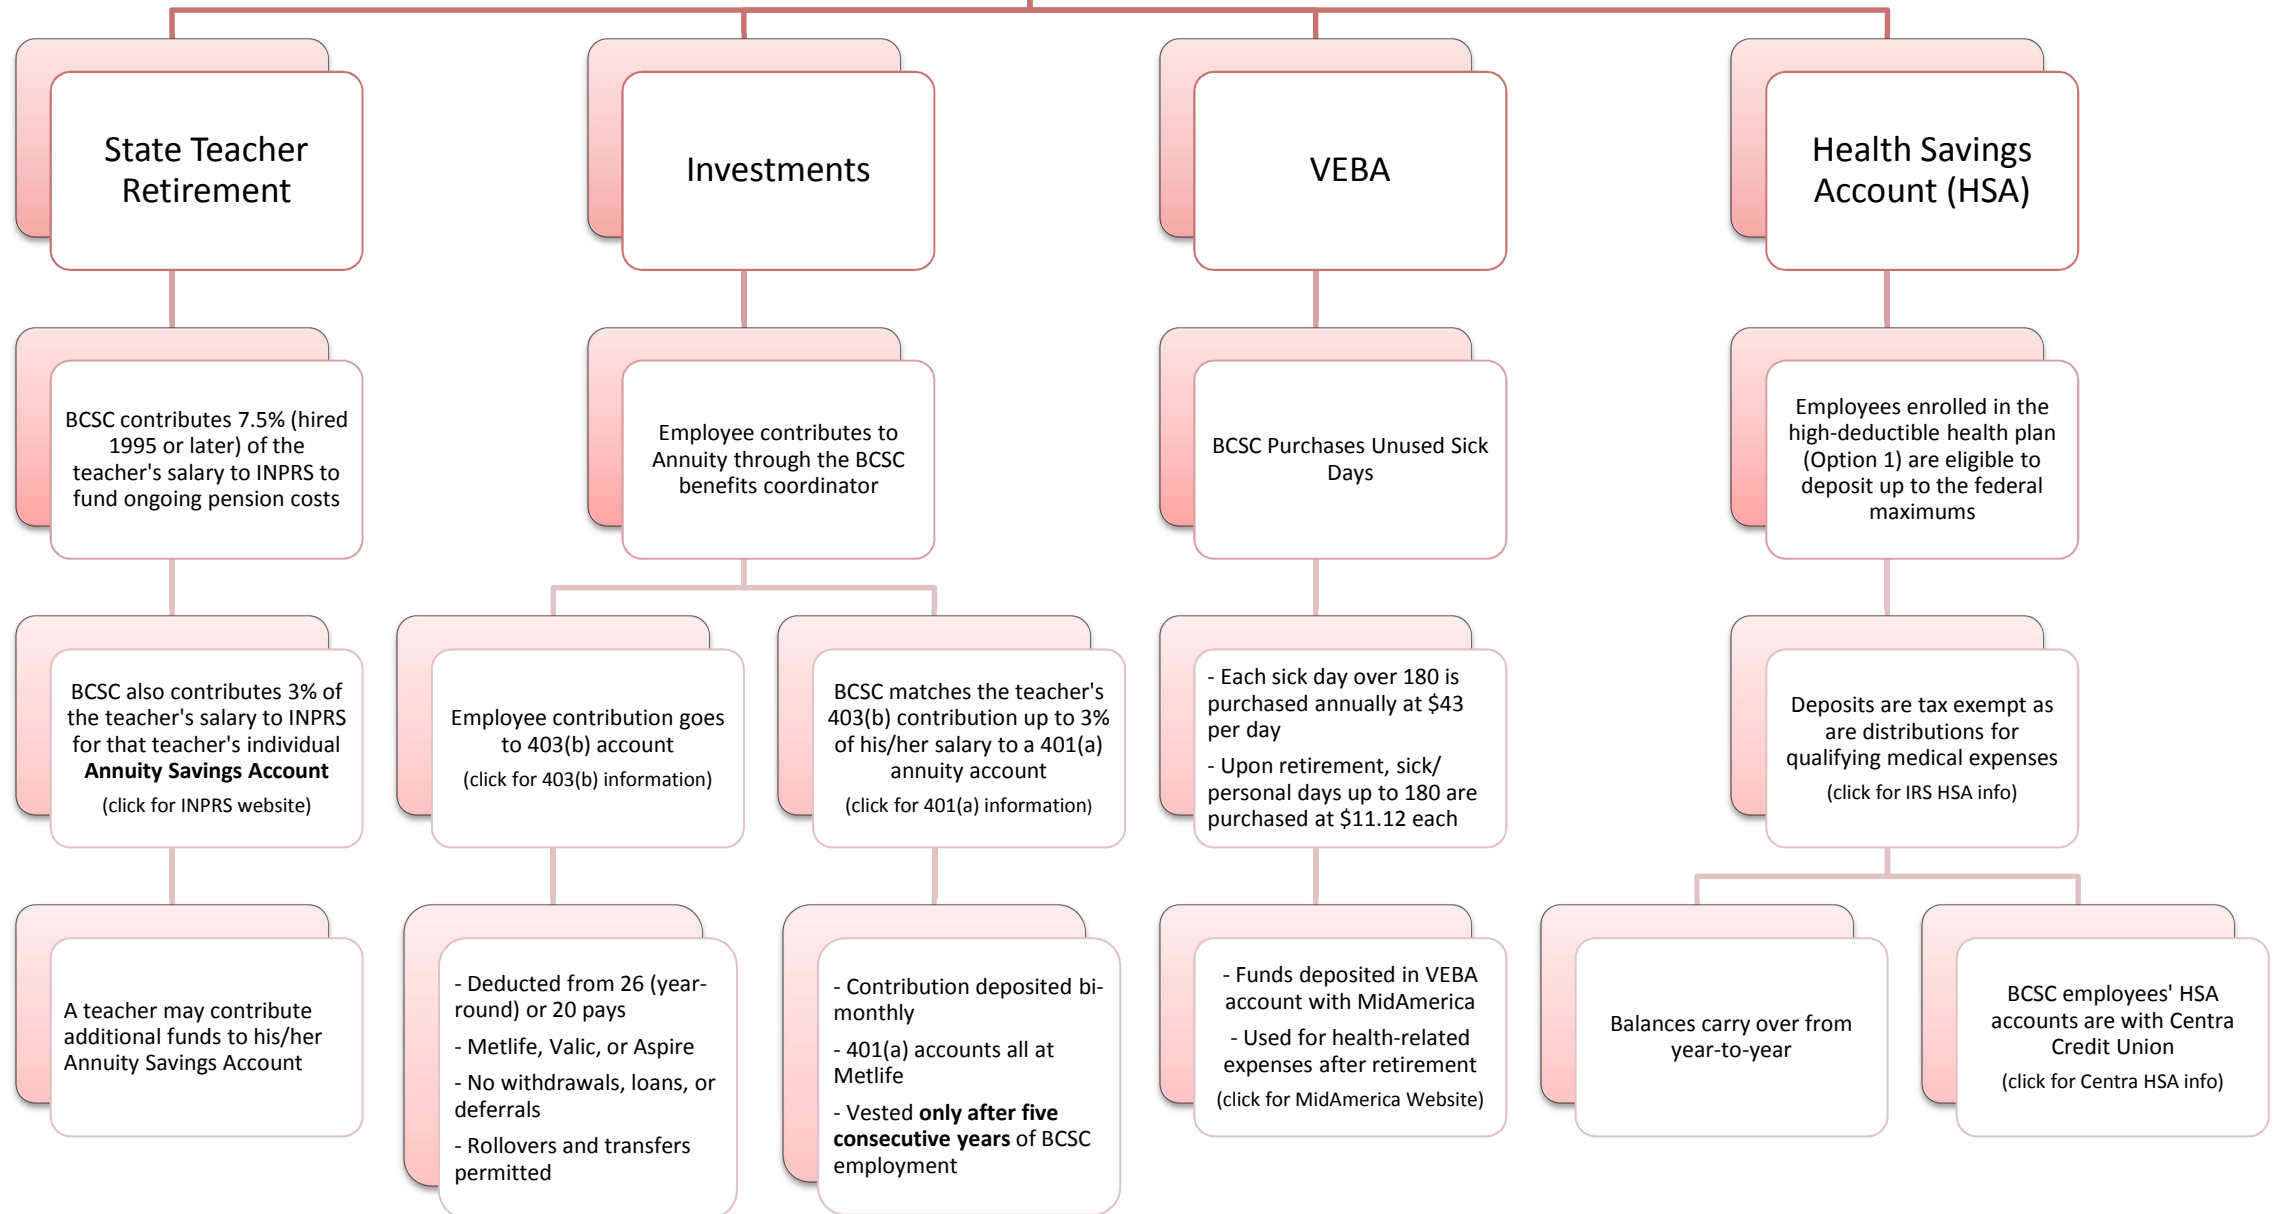 State Teacher
Retirement
Investments
VEBA
Health Savings
Account (HSA)
BCSC contributes 7.5% (hired
1995 or later) of the
teacher's salary to INPRS to
fund ongoing pension costs
Employee contributes to
Annuity through the BCSC
benefits coordinator
BCSC Purchases Unused Sick
Days
Employees enrolled in the
high-deductible health plan
(Option 1) are eligible to
deposit up to the federal
maximums
BCSC also contributes 3% of
the teacher's salary to INPRS
for that teacher's individual
Annuity Savings Account
(click for INPRS website)
Employee contribution goes
to 403(b) account
(click for 403(b) information)
BCSC matches the teacher's
403(b) contribution up to 3%
of his/her salary to a 401(a)
annuity account
(click for 401(a) information)
- Each sick day over 180 is
purchased annually at $43
per day
- Upon retirement, sick/
personal days up to 180 are
purchased at $11.12 each
Deposits are tax exempt as
are distributions for
qualifying medical expenses
(click for IRS HSA info)
A teacher may contribute
additional funds to his/her
Annuity Savings Account
- Deducted from 26 (year-
round) or 20 pays
- Metlife, Valic, or Aspire
- No withdrawals, loans, or
deferrals
- Rollovers and transfers
permitted
- Contribution deposited bi-
monthly
- 401(a) accounts all at
Metlife
- Vested only after five
consecutive years of BCSC
employment
- Funds deposited in VEBA
account with MidAmerica
- Used for health-related
expenses after retirement
(click for MidAmerica Website)
Balances carry over from
year-to-year
BCSC employees' HSA
accounts are with Centra
Credit Union
(click for Centra HSA info)